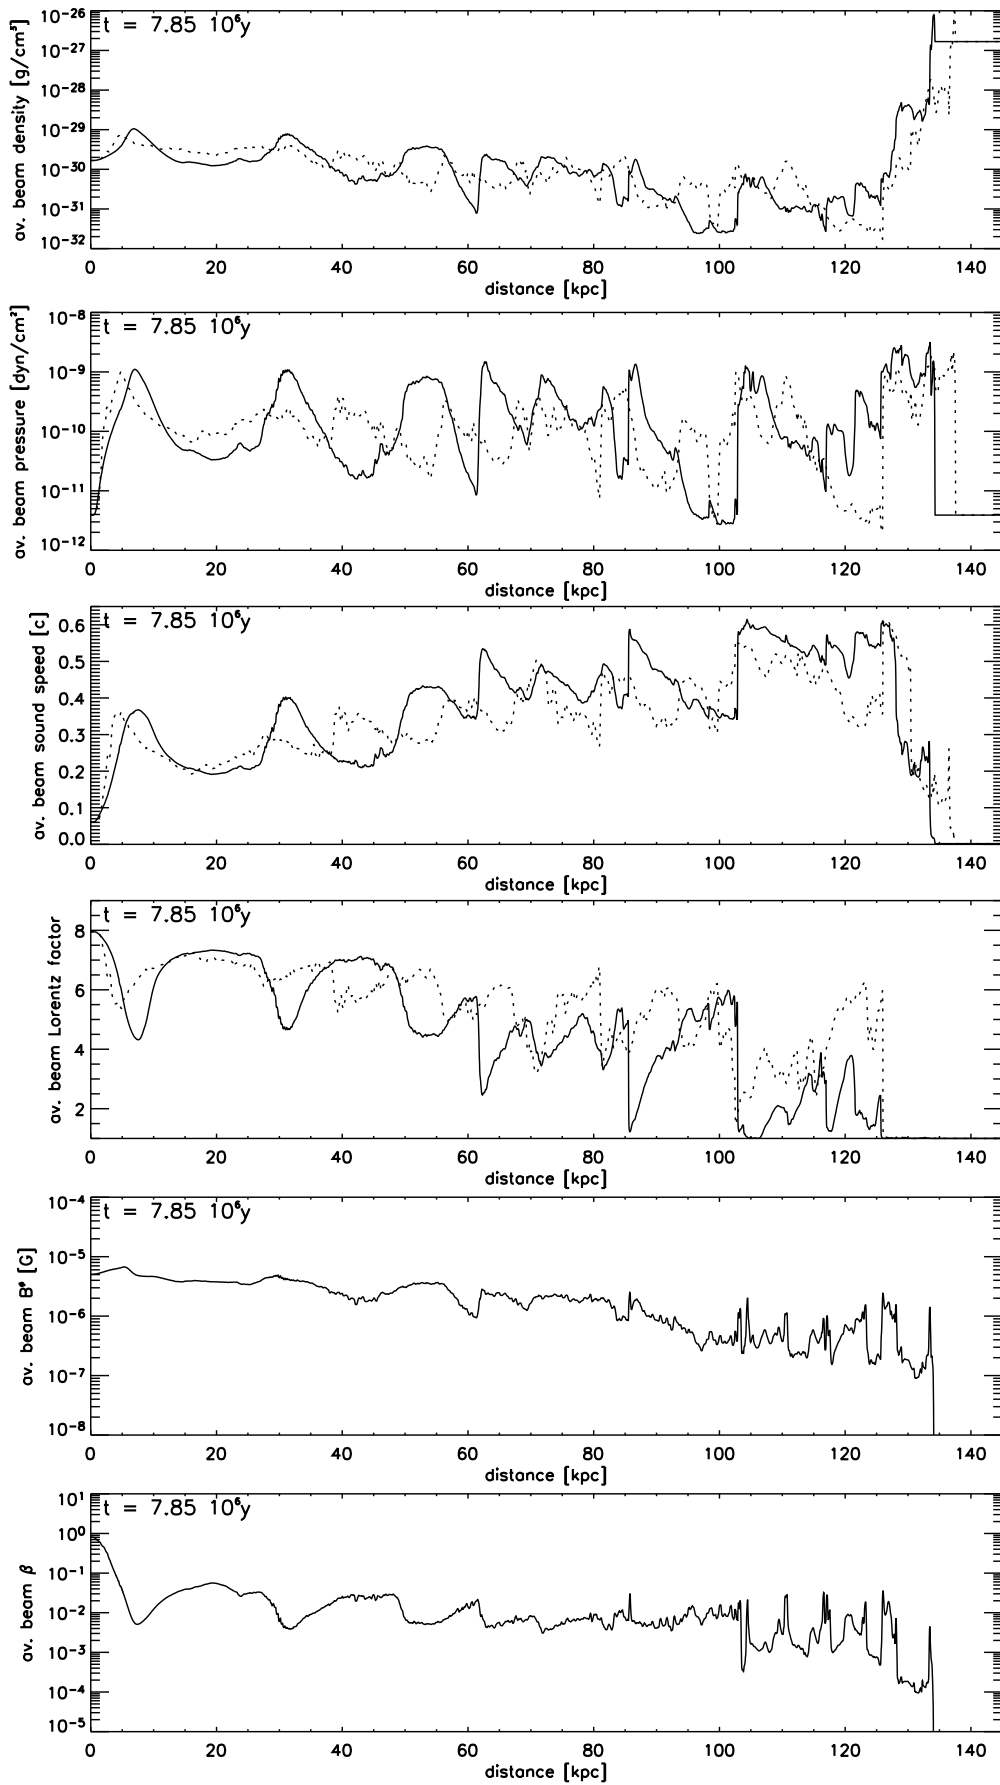 t = 7.85 10⁶y
av. beam density [g/cm³]
10⁻²⁶
10⁻²⁷
10⁻²⁸
10⁻²⁹
10⁻³⁰
10⁻³¹
10⁻³²
0 20 40 60 80 100 120 140
distance [kpc]
t = 7.85 10⁶y
av. beam pressure [dyn/cm²]
10⁻⁸
10⁻⁹
10⁻¹⁰
10⁻¹¹
10⁻¹²
0 20 40 60 80 100 120 140
distance [kpc]
t = 7.85 10⁶y
av. beam sound speed [c]
0.6
0.5
0.4
0.3
0.2
0.1
0.0
0 20 40 60 80 100 120 140
distance [kpc]
t = 7.85 10⁶y
av. beam Lorentz factor
8
6
4
2
0 20 40 60 80 100 120 140
distance [kpc]
t = 7.85 10⁶y
av. beam Bᵠ [G]
10⁻⁴
10⁻⁵
10⁻⁶
10⁻⁷
10⁻⁸
0 20 40 60 80 100 120 140
distance [kpc]
t = 7.85 10⁶y
av. beam β
10¹
10⁰
10⁻¹
10⁻²
10⁻³
10⁻⁴
10⁻⁵
0 20 40 60 80 100 120 140
distance [kpc]